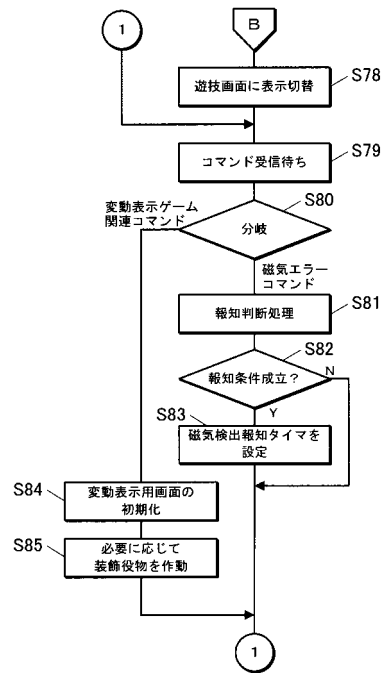 1
B
遊技画面に表示切替
S78
コマンド受信待ち
S79
S80
変動表示ゲーム
関連コマンド
分岐
磁気エラー
コマンド
報知判断処理
S81
S82
報知条件成立?
N
Y
S83
磁気検出報知タイマを
設定
S84
変動表示用画面の
初期化
S85
必要に応じて
装飾役物を作動
1